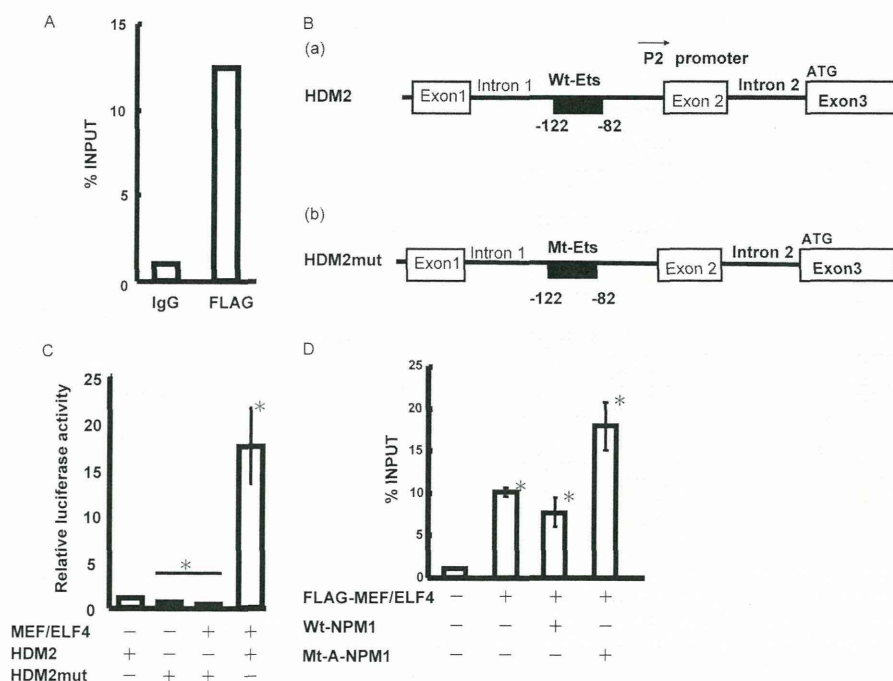 A
15
10
5
0
% INPUT
IgG FLAG
B
(a)
P2 promoter
HDM2
Exon1
Intron 1
Wt-Ets
-122 -82
Exon 2
Intron 2
ATG
Exon3
(b)
HDM2mut
Exon1
Intron 1
Mt-Ets
-122 -82
Exon 2
Intron 2
ATG
Exon3
C
Relative luciferase activity
25
20
15
10
5
0
*
*
MEF/ELF4 − − + +
HDM2 + − − +
HDM2mut − + + −
D
% INPUT
25
20
15
10
5
0
*
*
*
FLAG-MEF/ELF4 − + + +
Wt-NPM1 − − + −
Mt-A-NPM1 − − − +